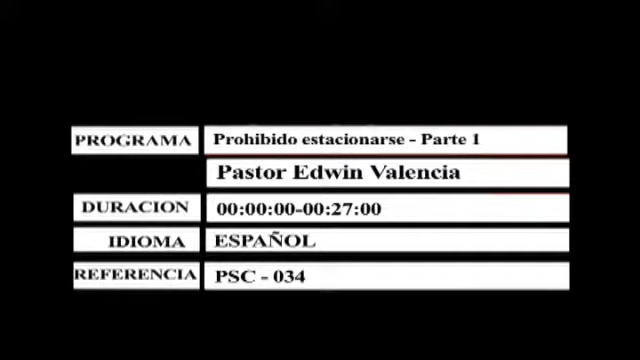 PROGRAMA Prohibido estacionarse - Parte 1
Pastor Edwin Valencia
DURACION 00:00:00-00:27:00
IDIOMA ESPAÑOL
REFERENCIA PSC - 034